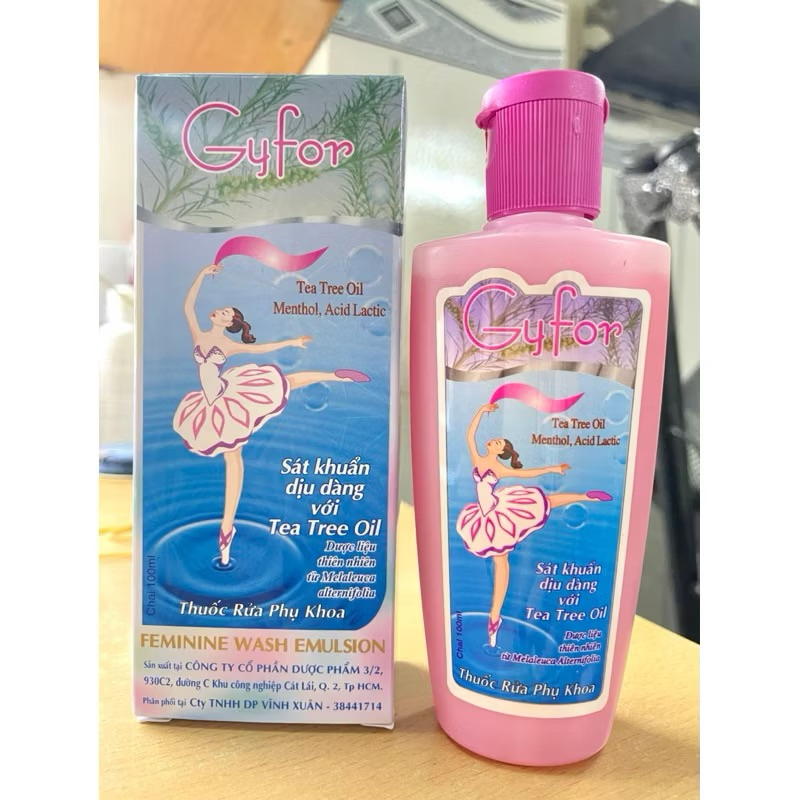 Gyfor
Tea Tree Oil
Menthol, Acid Lactic
Sát khuẩn
dịu dàng
với
Tea Tree Oil
Dược liệu
thiên nhiên
từ Melaleuca
alternifolia
Chai 100ml
Thuốc Rửa Phụ Khoa
FEMININE WASH EMULSION
Sản xuất tại CÔNG TY CỔ PHẦN DƯỢC PHẨM 3/2,
930C2, đường C Khu công nghiệp Cát Lái, Q. 2, Tp HCM.
Phân phối tại Cty TNHH DP VĨNH XUÂN - 38441714
Gyfor
Tea Tree Oil
Menthol, Acid Lactic
Sát khuẩn
dịu dàng
với
Tea Tree Oil
Dược liệu
thiên nhiên
từ Melaleuca Alternifolia
Chai 100ml
Thuốc Rửa Phụ Khoa